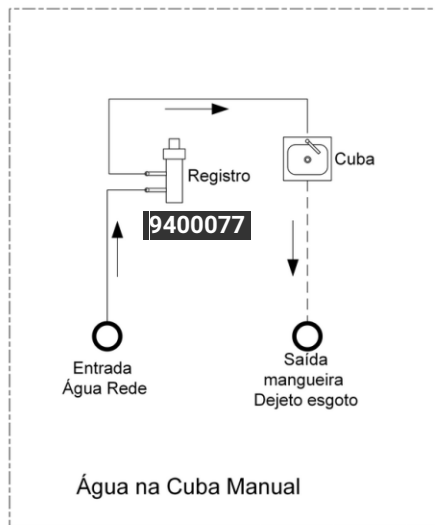 Registro
Cuba
9400077
Entrada
Água Rede
Saída
mangueira
Dejeto esgoto
Água na Cuba Manual